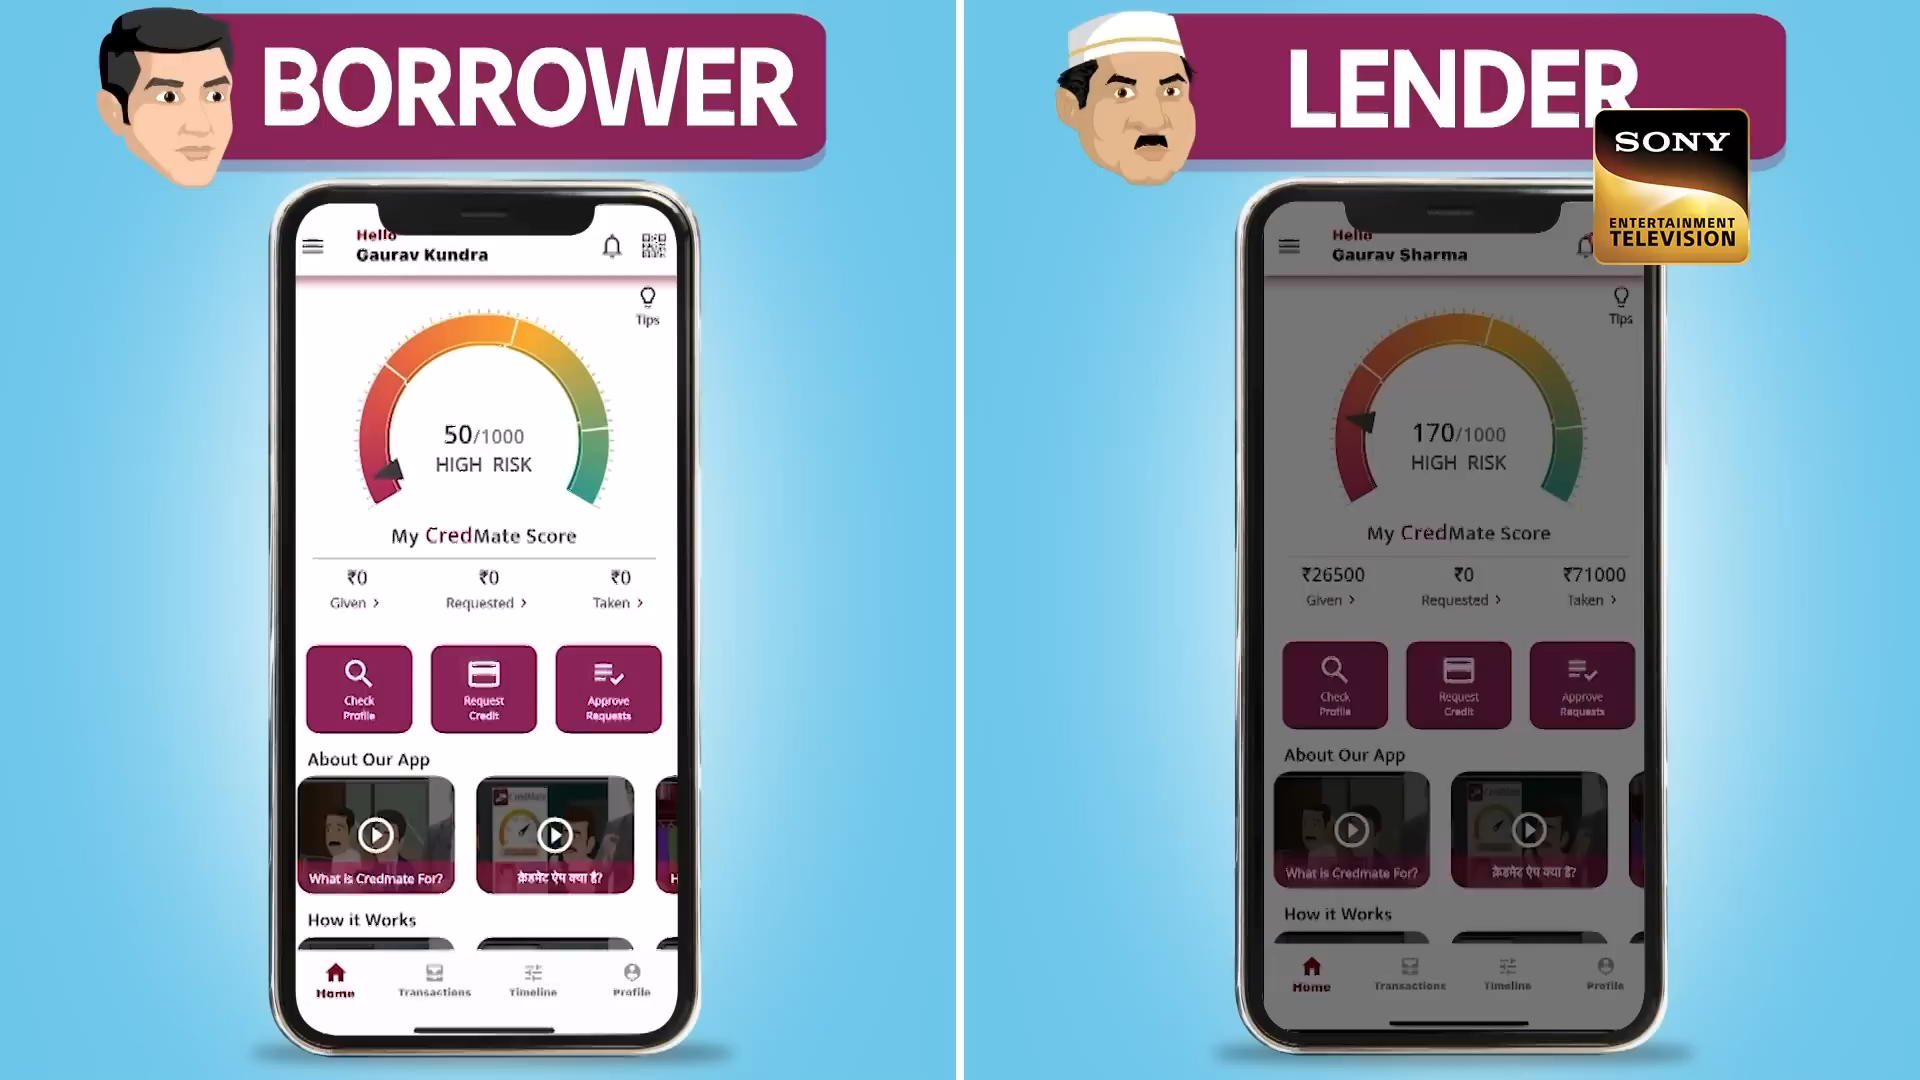 BORROWER
Hello
Gaurav Kundra
Tips
50/1000
HIGH RISK
My CredMate Score
₹0
₹0
₹0
Given >
Requested >
Taken >
Check
Profile
Request
Credit
Approve
Requests
About Our App
CredMate
What is Credmate For?
क्रेडमेट ऐप क्या है?
H
How it Works
Home
Transactions
Timeline
Profile
LENDER
SONY
ENTERTAINMENT
TELEVISION
Hello
Gaurav Sharma
Tips
170/1000
HIGH RISK
My CredMate Score
₹26500
₹0
₹71000
Given >
Requested >
Taken >
Check
Profile
Request
Credit
Approve
Requests
About Our App
CredMate
What is Credmate For?
क्रेडमेट ऐप क्या है?
How it Works
Home
Transactions
Timeline
Profile